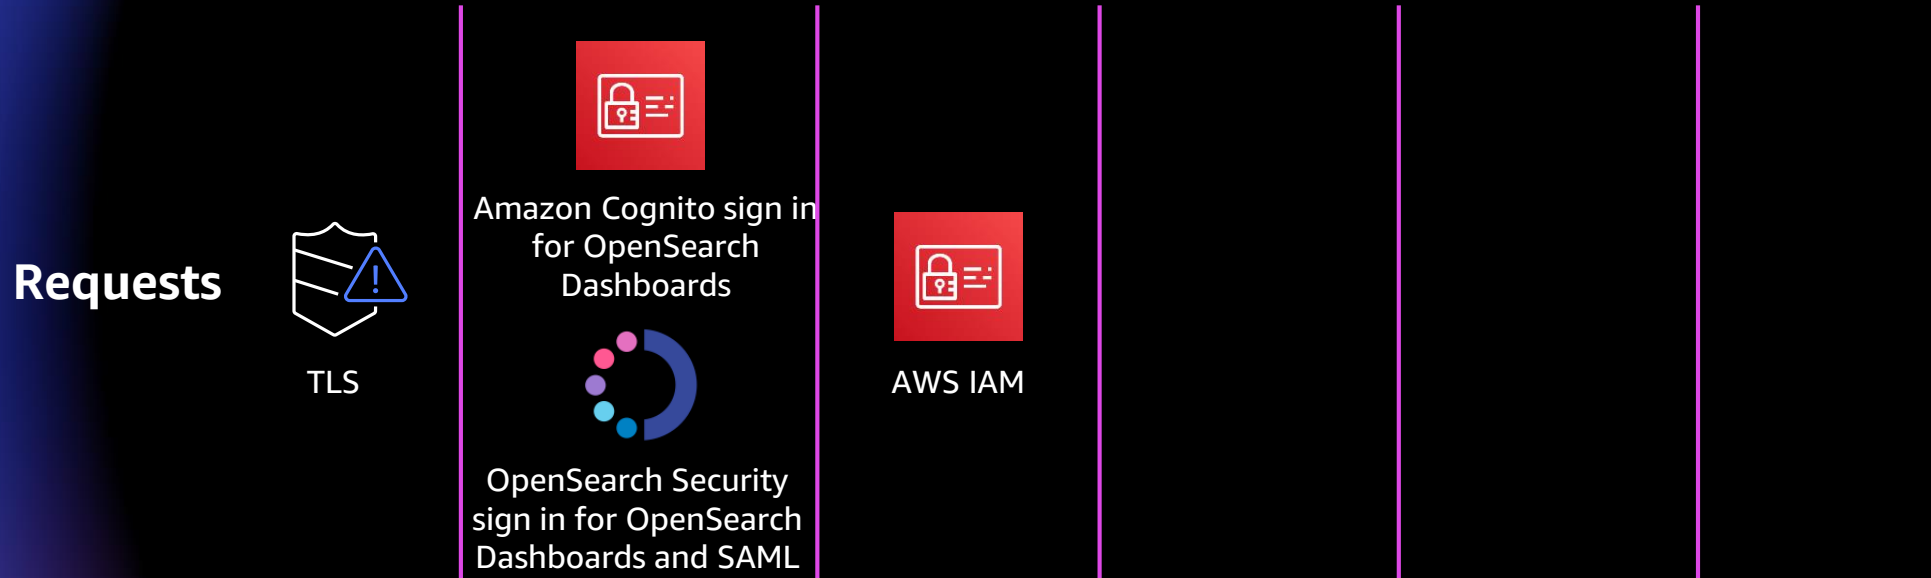 Requests
TLS
Amazon Cognito sign in
for OpenSearch
Dashboards
OpenSearch Security
sign in for OpenSearch
Dashboards and SAML
AWS IAM